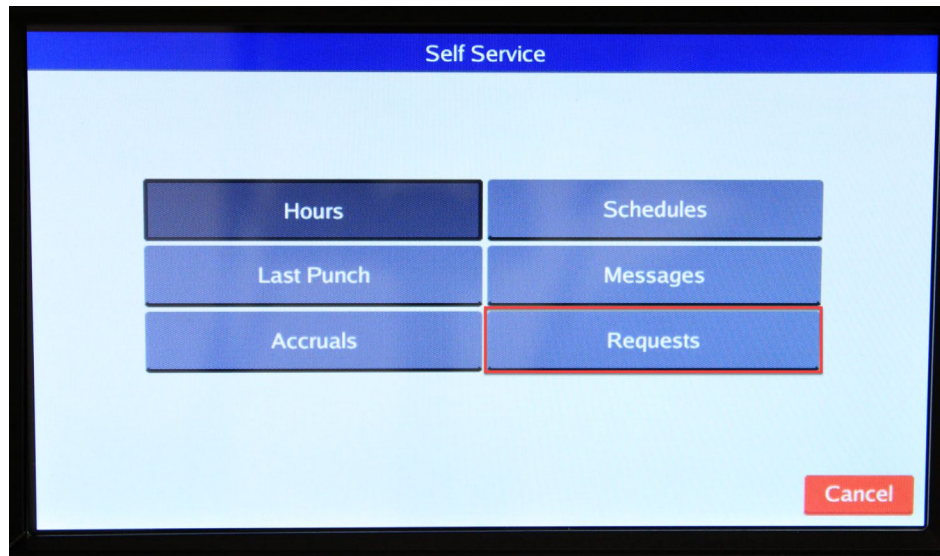 Self Service
Hours
Schedules
Last Punch
Messages
Accruals
Requests
Cancel